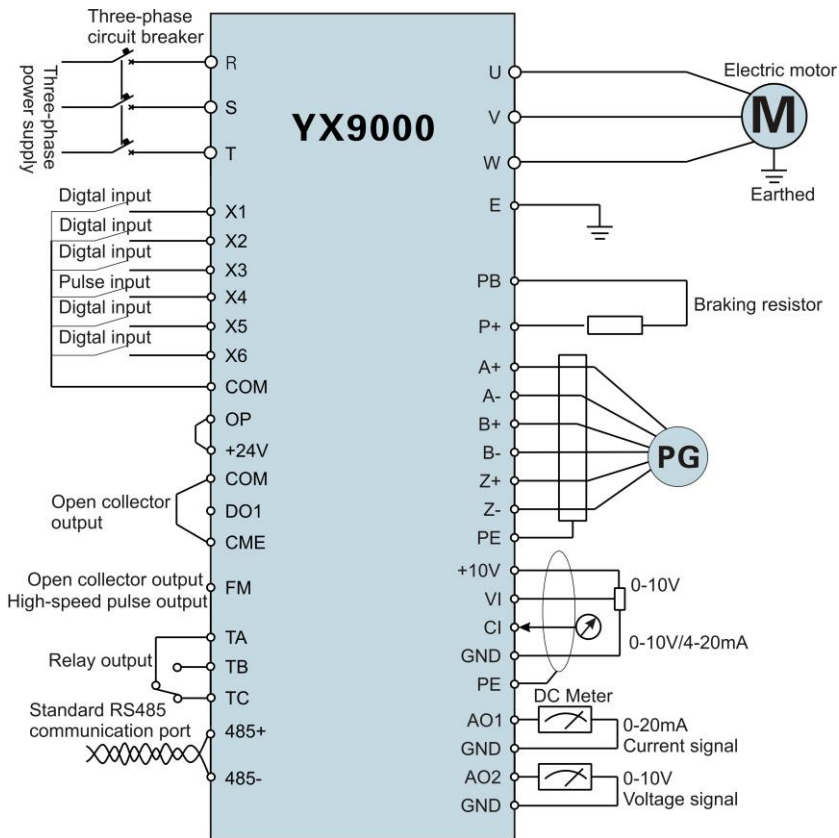 Three-phase
circuit breaker
Three-phase
power supply
R
S
T
YX9000
U
V
W
E
Electric motor
M
Earthed
Digtal input
X1
Digtal input
X2
Digtal input
X3
Pulse input
X4
Digtal input
X5
Digtal input
X6
COM
OP
+24V
COM
Open collector
output
DO1
CME
Open collector output
High-speed pulse output
FM
TA
Relay output
TB
TC
Standard RS485
communication port
485+
485-
PB
Braking resistor
P+
A+
A-
B+
B-
Z+
Z-
PE
PG
+10V
0-10V
VI
CI
0-10V/4-20mA
GND
PE
DC Meter
AO1
0-20mA
Current signal
GND
AO2
0-10V
Voltage signal
GND